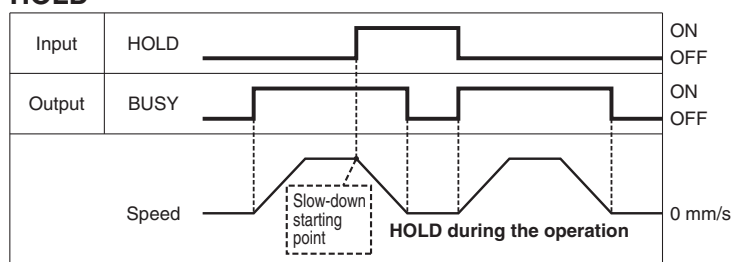 HOLD
Input HOLD ON
OFF
Output BUSY ON
OFF
Slow-down
starting
point
Speed 0 mm/s
HOLD during the operation